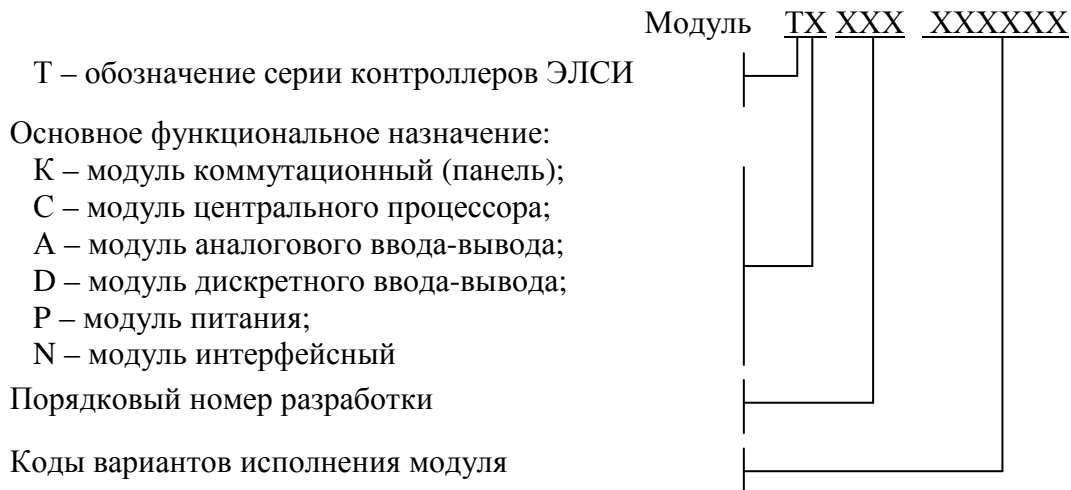 Модуль ТХ ХХХ ХХХХХХ
Т – обозначение серии контроллеров ЭЛСИ
Основное функциональное назначение:
К – модуль коммутационный (панель);
С – модуль центрального процессора;
А – модуль аналогового ввода-вывода;
D – модуль дискретного ввода-вывода;
Р – модуль питания;
N – модуль интерфейсный
Порядковый номер разработки
Коды вариантов исполнения модуля